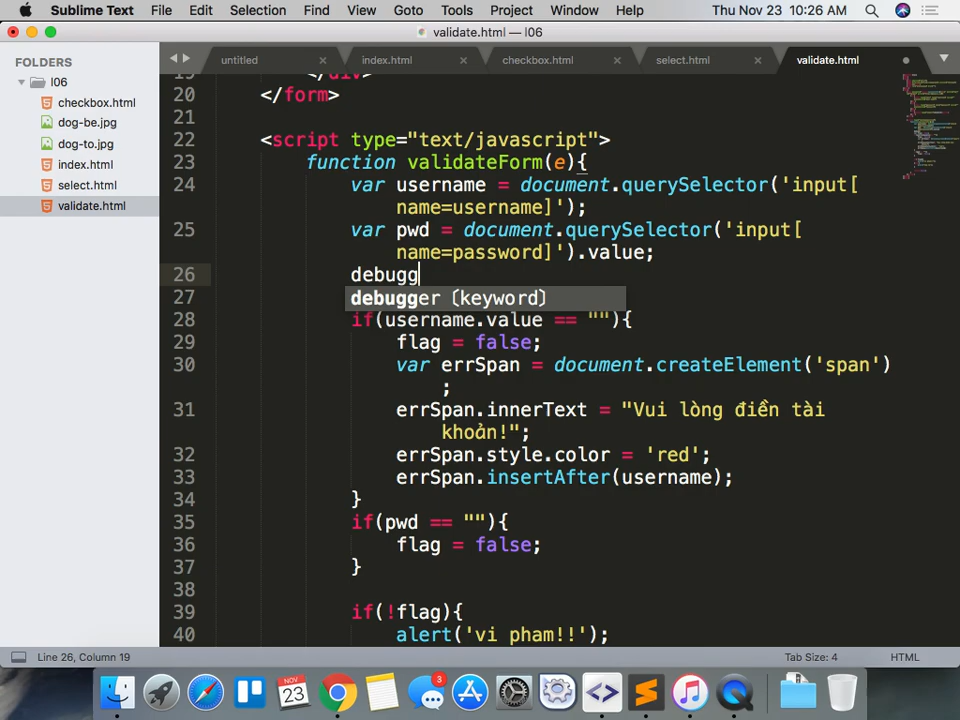 Sublime Text File Edit Selection Find View Goto Tools Project Window Help Thu Nov 23 10:26 AM
validate.html — l06
FOLDERS
l06
checkbox.html
dog-be.jpg
dog-to.jpg
index.html
select.html
validate.html
untitled × index.html × checkbox.html × select.html × validate.html
19 </div>
20 </form>
21
22 <script type="text/javascript">
23 function validateForm(e){
24 var username = document.querySelector('input[
name=username]');
25 var pwd = document.querySelector('input[
name=password]').value;
26 debugg
debugger (keyword)
27
28 if(username.value == ""){
29 flag = false;
30 var errSpan = document.createElement('span')
;
31 errSpan.innerText = "Vui lòng điền tài
khoản!";
32 errSpan.style.color = 'red';
33 errSpan.insertAfter(username);
34 }
35 if(pwd == ""){
36 flag = false;
37 }
38
39 if(!flag){
40 alert('vi pham!!');
Line 26, Column 19 Tab Size: 4 HTML
NOV
23
3